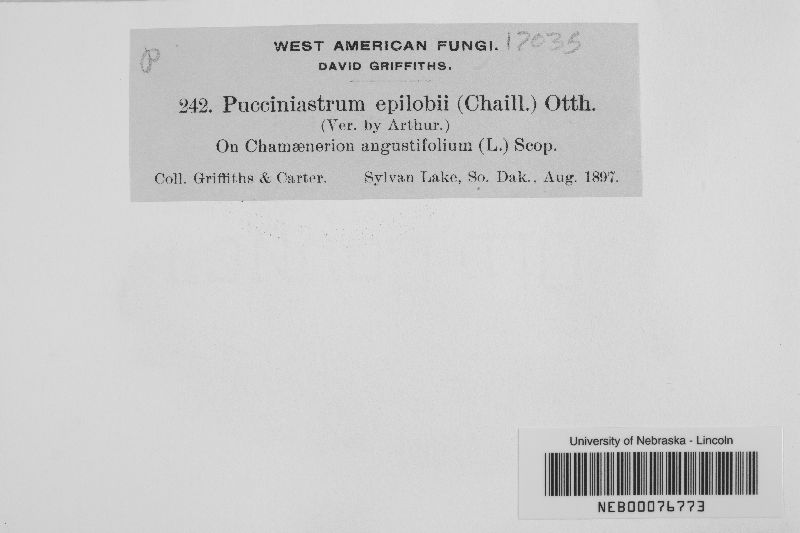 WEST AMERICAN FUNGI. 17035
DAVID GRIFFITHS.
242. Pucciniastrum epilobii (Chaill.) Otth.
(Ver. by Arthur.)
On Chamænerion angustifolium (L.) Scop.
Coll. Griffiths & Carter. Sylvan Lake, So. Dak., Aug. 1897.
University of Nebraska - Lincoln
NEB00076773